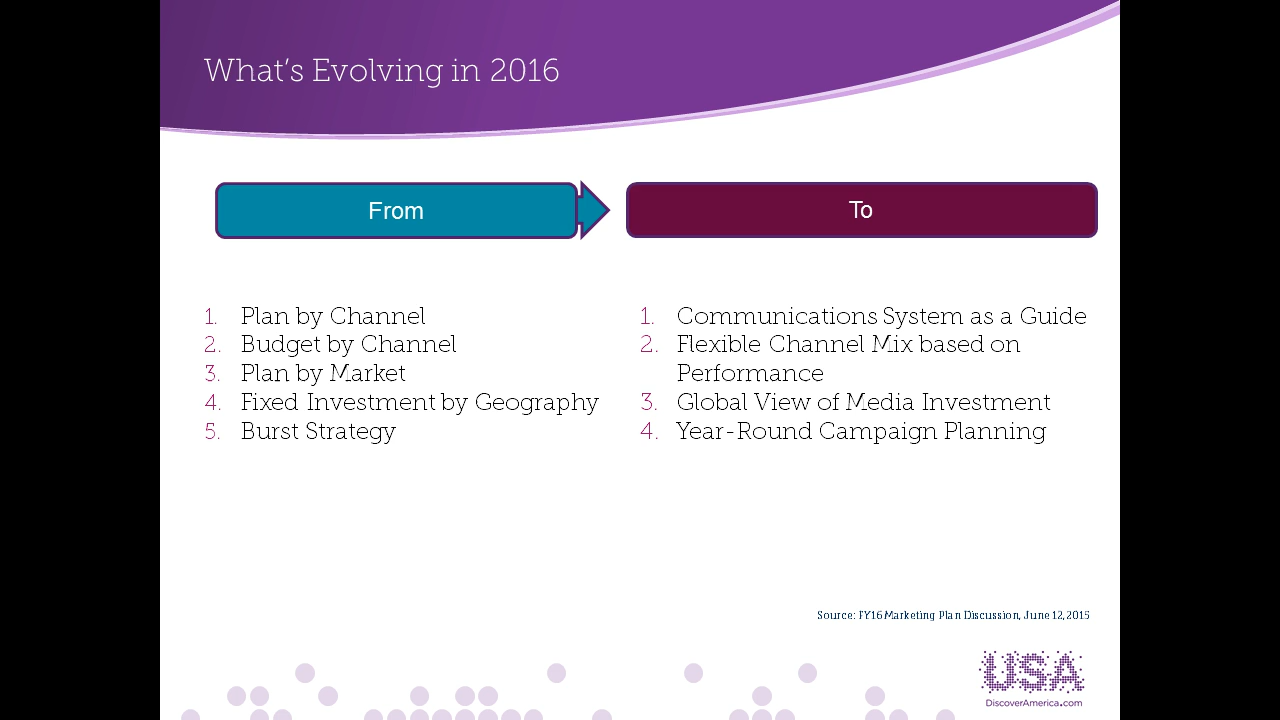 What's Evolving in 2016
From
To
1. Plan by Channel
2. Budget by Channel
3. Plan by Market
4. Fixed Investment by Geography
5. Burst Strategy
1. Communications System as a Guide
2. Flexible Channel Mix based on
Performance
3. Global View of Media Investment
4. Year-Round Campaign Planning
Source: FY16 Marketing Plan Discussion, June 12, 2015
USA
DiscoverAmerica.com